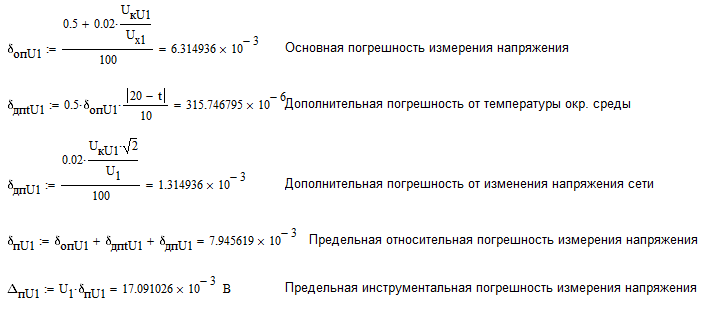 δопU1 := (0.5 + 0.02·UкU1/Ux1)/100 = 6.314936 × 10^-3 Основная погрешность измерения напряжения
δдпtU1 := 0.5·δопU1·|20 − t|/10 = 315.746795 × 10^-6 Дополнительная погрешность от температуры окр. среды
δдпU1 := (0.02·UкU1·√2/U1)/100 = 1.314936 × 10^-3 Дополнительная погрешность от изменения напряжения сети
δпU1 := δопU1 + δдпtU1 + δдпU1 = 7.945619 × 10^-3 Предельная относительная погрешность измерения напряжения
ΔпU1 := U1·δпU1 = 17.091026 × 10^-3 В Предельная инструментальная погрешность измерения напряжения